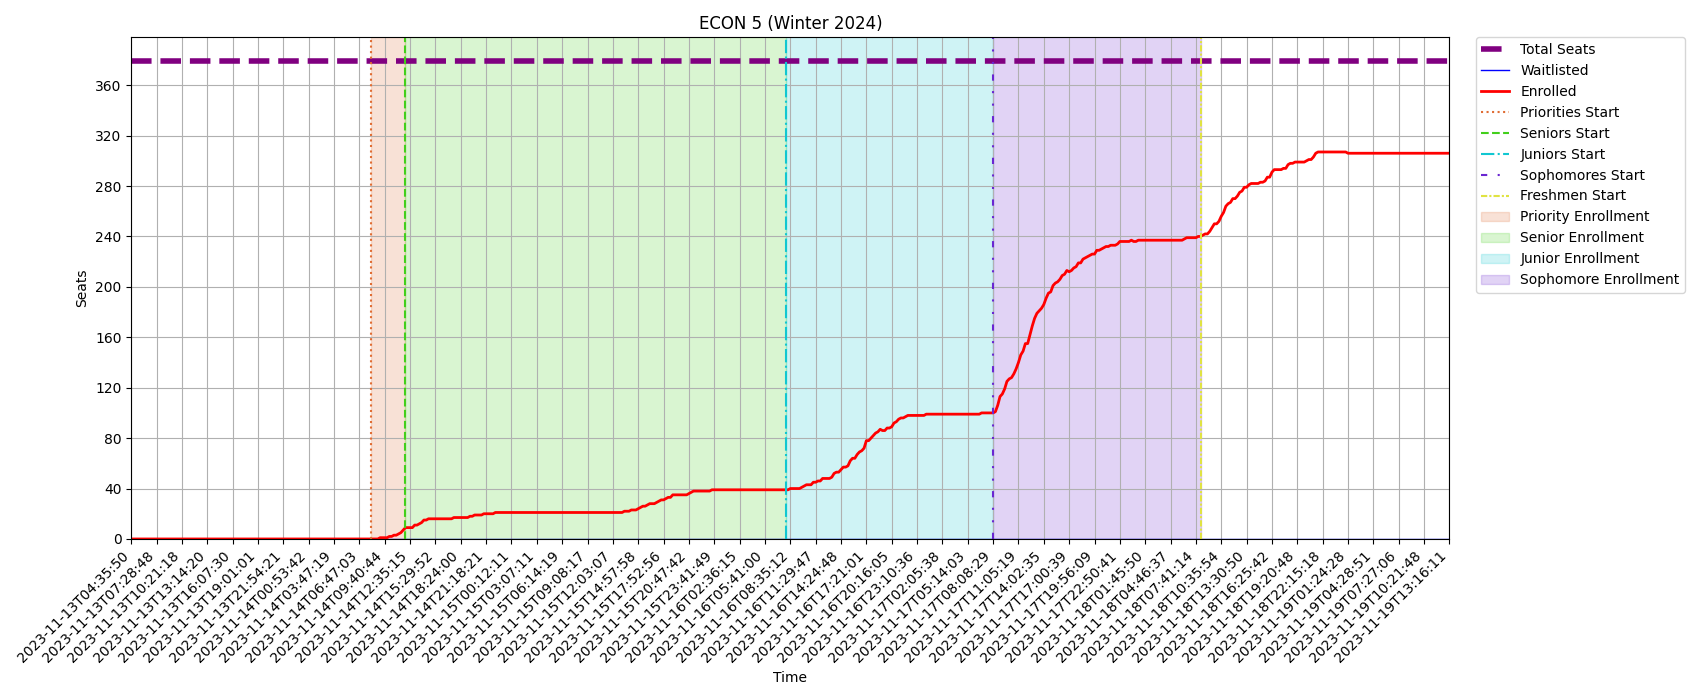 ECON 5 (Winter 2024)
Seats
360
320
280
240
200
160
120
80
40
0
2023-11-13T04:35:50
2023-11-13T07:28:48
2023-11-13T10:21:18
2023-11-13T13:14:20
2023-11-13T16:07:30
2023-11-13T19:01:01
2023-11-13T21:54:21
2023-11-14T00:53:42
2023-11-14T03:47:19
2023-11-14T06:47:03
2023-11-14T09:40:44
2023-11-14T12:35:15
2023-11-14T15:29:52
2023-11-14T18:24:00
2023-11-14T21:18:21
2023-11-15T00:12:11
2023-11-15T03:07:11
2023-11-15T06:14:19
2023-11-15T09:08:17
2023-11-15T12:03:07
2023-11-15T14:57:58
2023-11-15T17:52:56
2023-11-15T20:47:42
2023-11-15T23:41:49
2023-11-16T02:36:15
2023-11-16T05:41:00
2023-11-16T08:35:12
2023-11-16T11:29:47
2023-11-16T14:24:48
2023-11-16T17:21:01
2023-11-16T20:16:05
2023-11-16T23:10:36
2023-11-17T02:05:38
2023-11-17T05:14:03
2023-11-17T08:08:29
2023-11-17T11:05:19
2023-11-17T14:02:35
2023-11-17T17:00:39
2023-11-17T19:56:09
2023-11-17T22:50:41
2023-11-18T01:45:50
2023-11-18T04:46:37
2023-11-18T07:41:14
2023-11-18T10:35:54
2023-11-18T13:30:50
2023-11-18T16:25:42
2023-11-18T19:20:48
2023-11-18T22:15:18
2023-11-19T01:24:28
2023-11-19T04:28:51
2023-11-19T07:27:06
2023-11-19T10:21:48
2023-11-19T13:16:11
Time
Total Seats
Waitlisted
Enrolled
Priorities Start
Seniors Start
Juniors Start
Sophomores Start
Freshmen Start
Priority Enrollment
Senior Enrollment
Junior Enrollment
Sophomore Enrollment